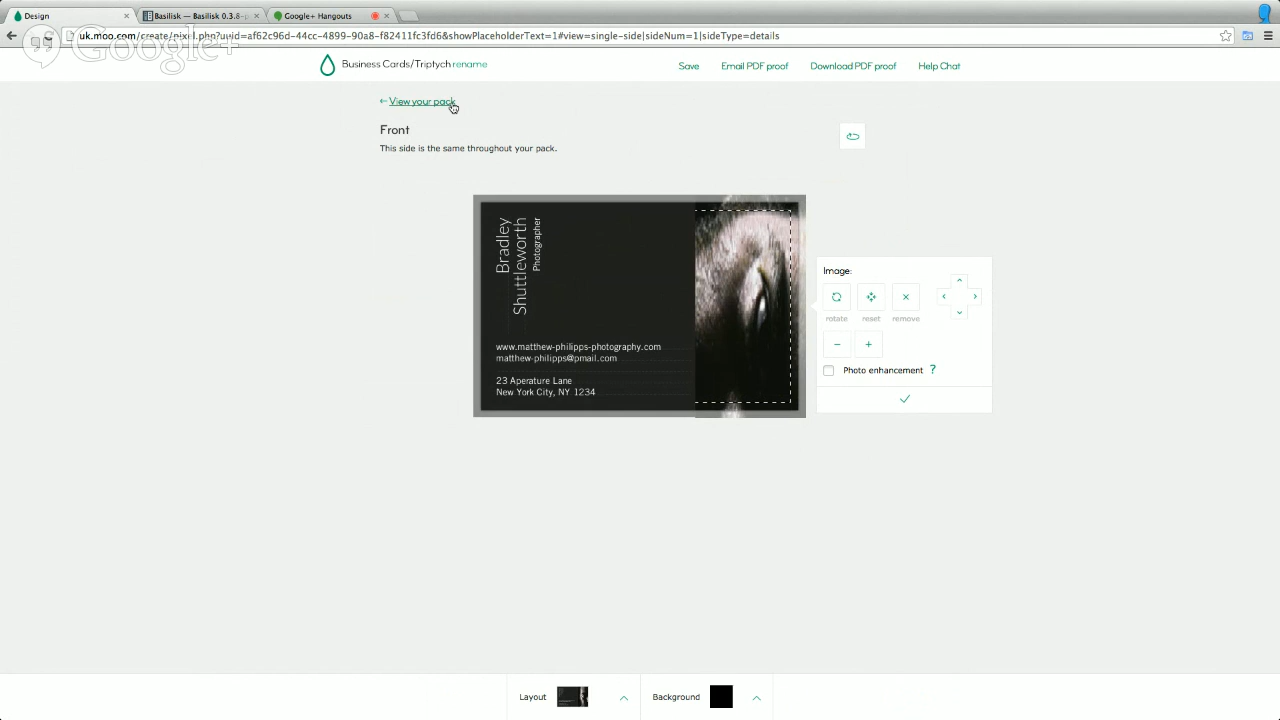 Design
Basilisk — Basilisk 0.3.8-p
Google+ Hangouts
uk.moo.com/create/pixel.php?uuid=af62c96d-44cc-4899-90a8-f82411fc3fd6&showPlaceholderText=1#view=single-side|sideNum=1|sideType=details
Google+
Business Cards/Triptych rename
Save
Email PDF proof
Download PDF proof
Help Chat
← View your pack
Front
This side is the same throughout your pack.
Bradley
Shuttleworth
Photographer
www.matthew-philipps-photography.com
matthew-philipps@pmail.com
23 Aperature Lane
New York City, NY 1234
Image:
rotate
reset
remove
Photo enhancement ?
Layout
Background